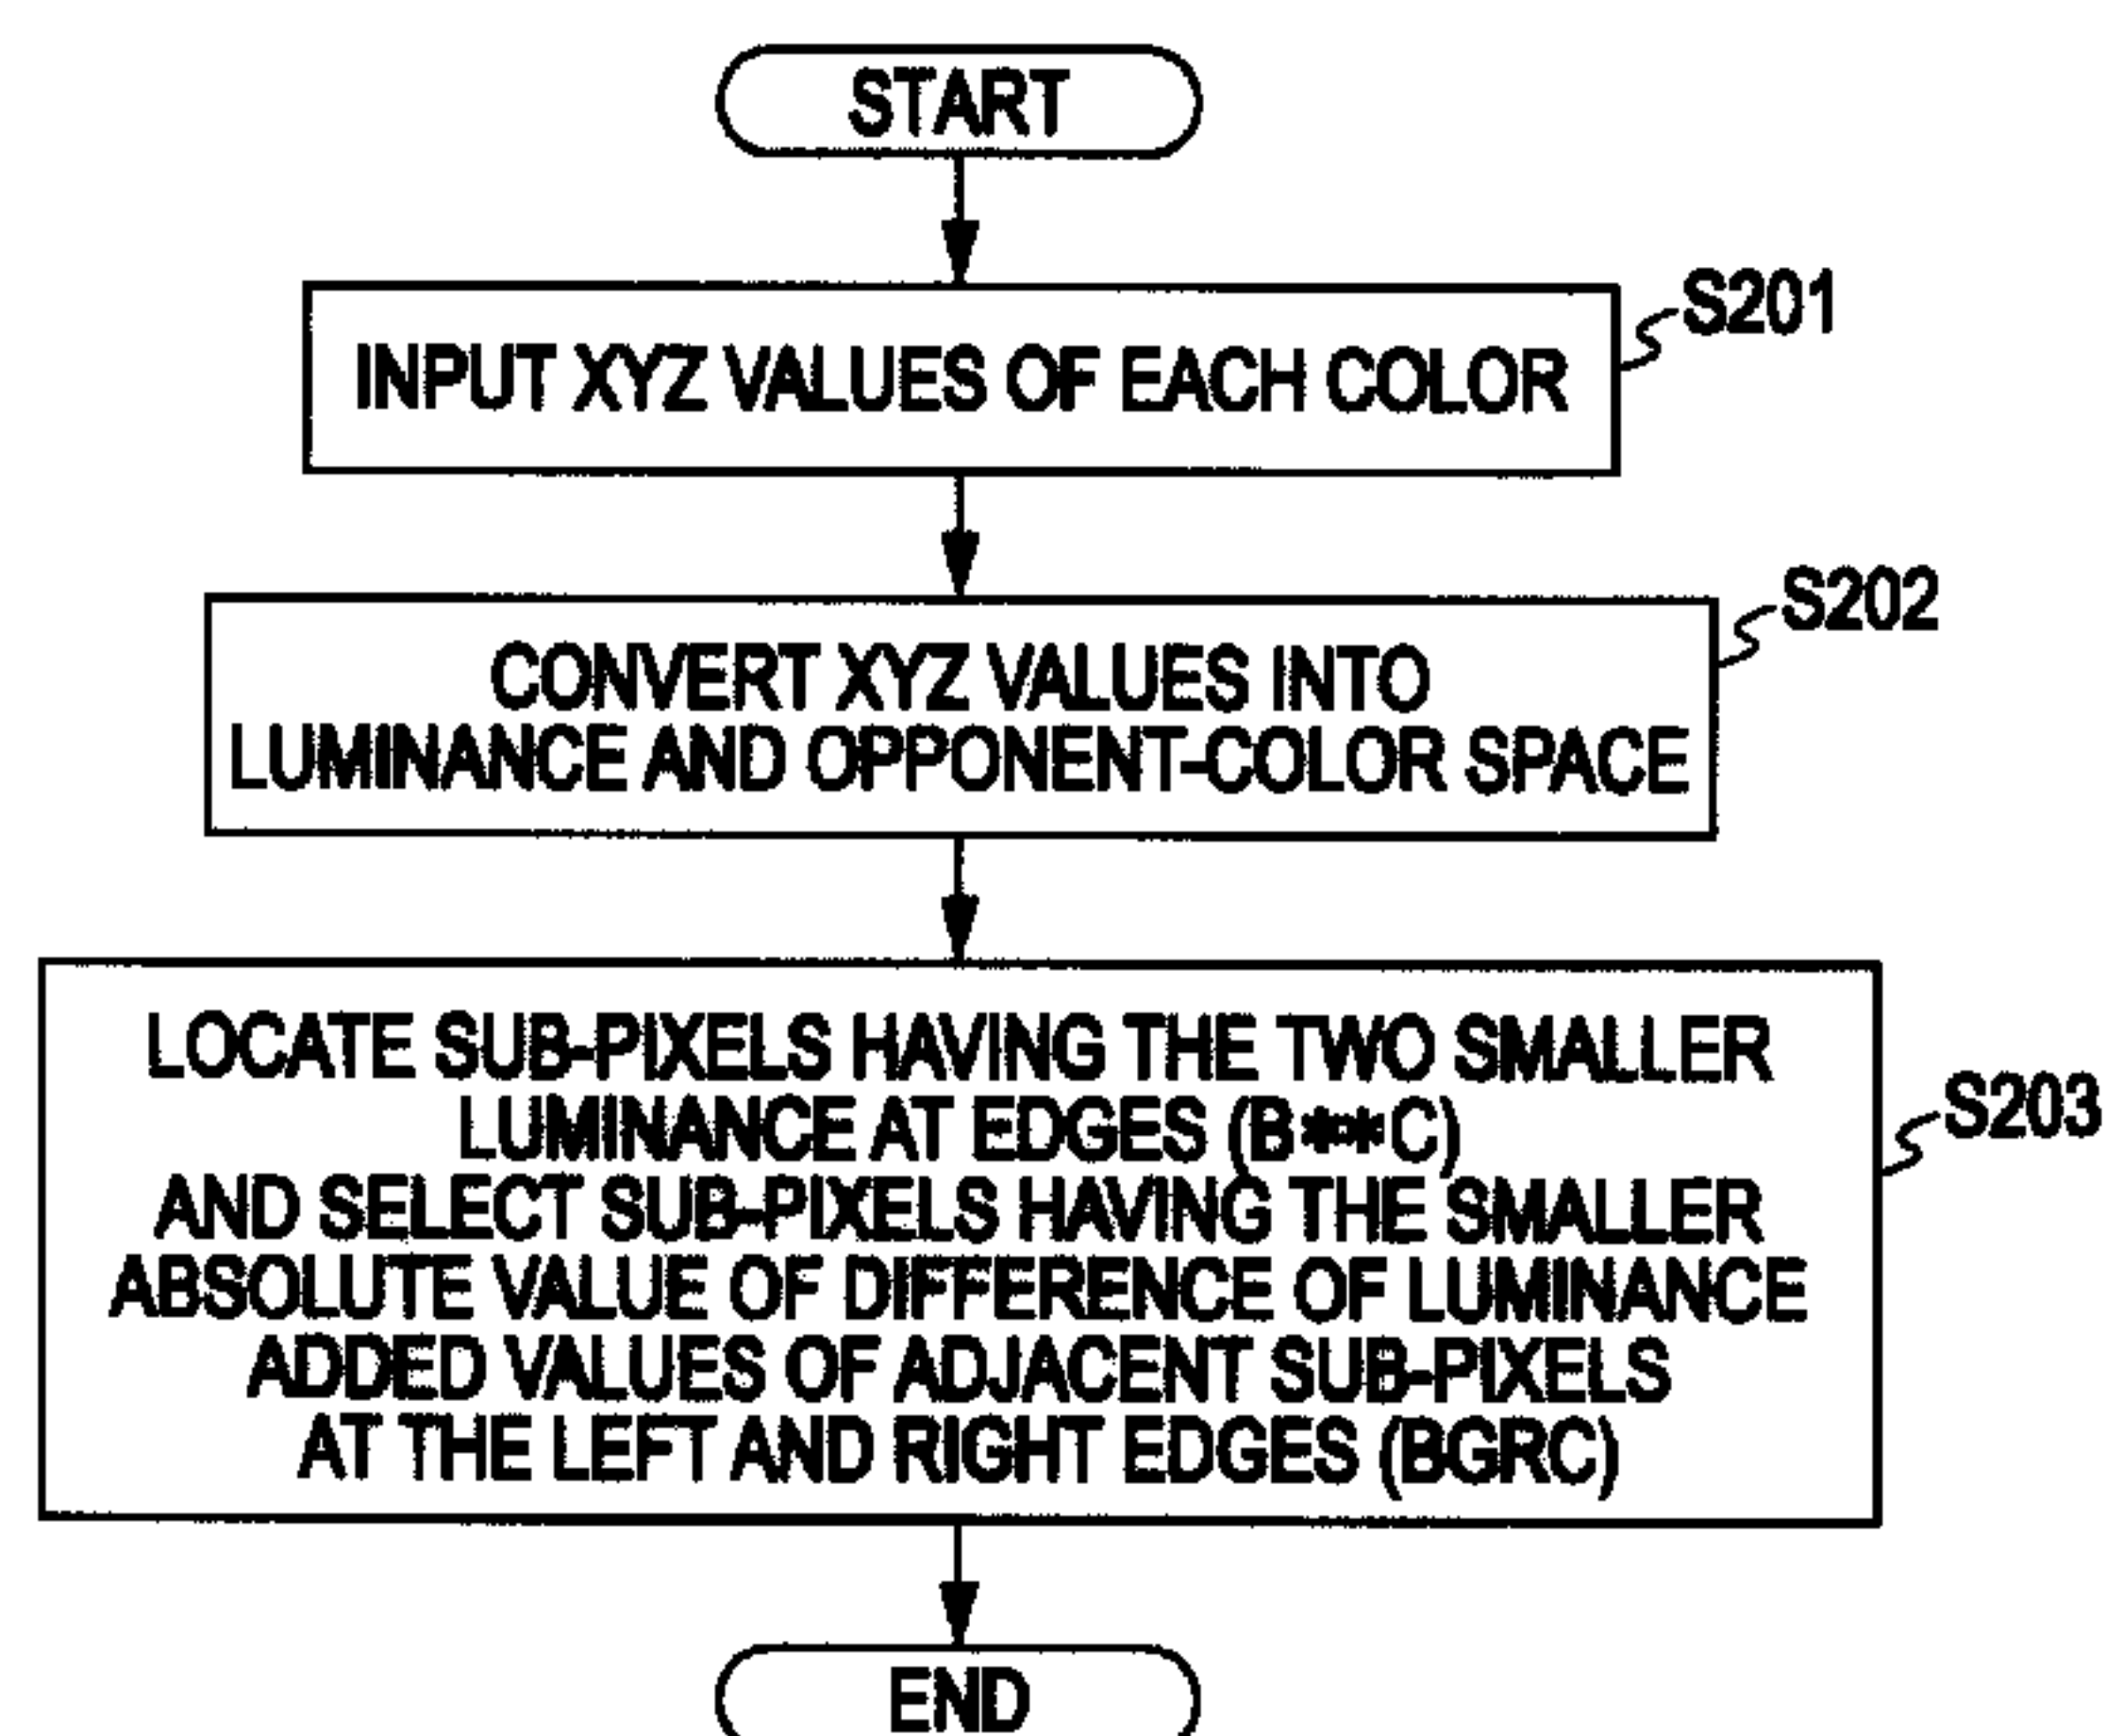 START
S201
INPUT XYZ VALUES OF EACH COLOR
S202
CONVERT XYZ VALUES INTO
LUMINANCE AND OPPONENT-COLOR SPACE
S203
LOCATE SUB-PIXELS HAVING THE TWO SMALLER
LUMINANCE AT EDGES (B**C)
AND SELECT SUB-PIXELS HAVING THE SMALLER
ABSOLUTE VALUE OF DIFFERENCE OF LUMINANCE
ADDED VALUES OF ADJACENT SUB-PIXELS
AT THE LEFT AND RIGHT EDGES (BGRC)
END